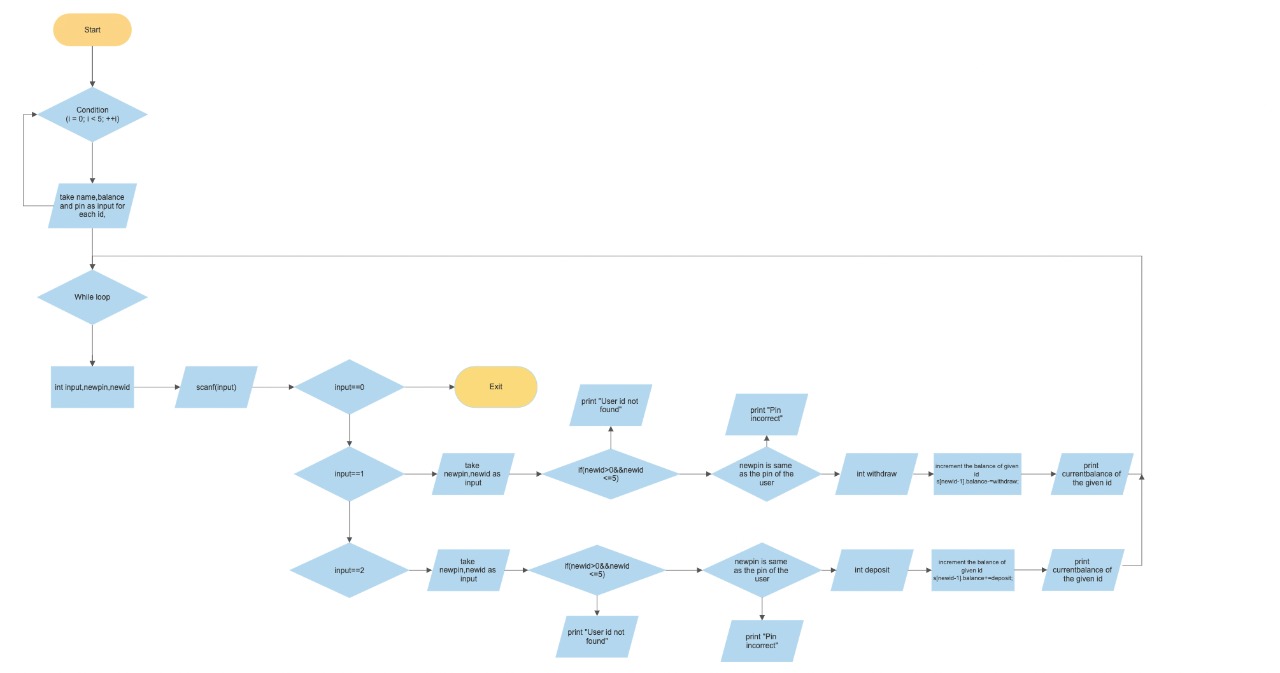 Start
Condition
(i = 0; i < 5; ++i)
take name,balance
and pin as input for
each id,
While loop
int input,newpin,newid
scanf(input)
input==0
Exit
print "User id not
found"
print "Pin
incorrect"
input==1
take
newpin,newid as
input
if(newid>0&&newid
<=5)
newpin is same
as the pin of the
user
int withdraw
increment the balance of given
id
s[newid-1].balance-=withdraw;
print
currentbalance of
the given id
input==2
take
newpin,newid as
input
if(newid>0&&newid
<=5)
newpin is same
as the pin of the
user
int deposit
increment the balance of
given id
s[newid-1].balance+=deposit;
print
currentbalance of
the given id
print "User id not
found"
print "Pin
incorrect"